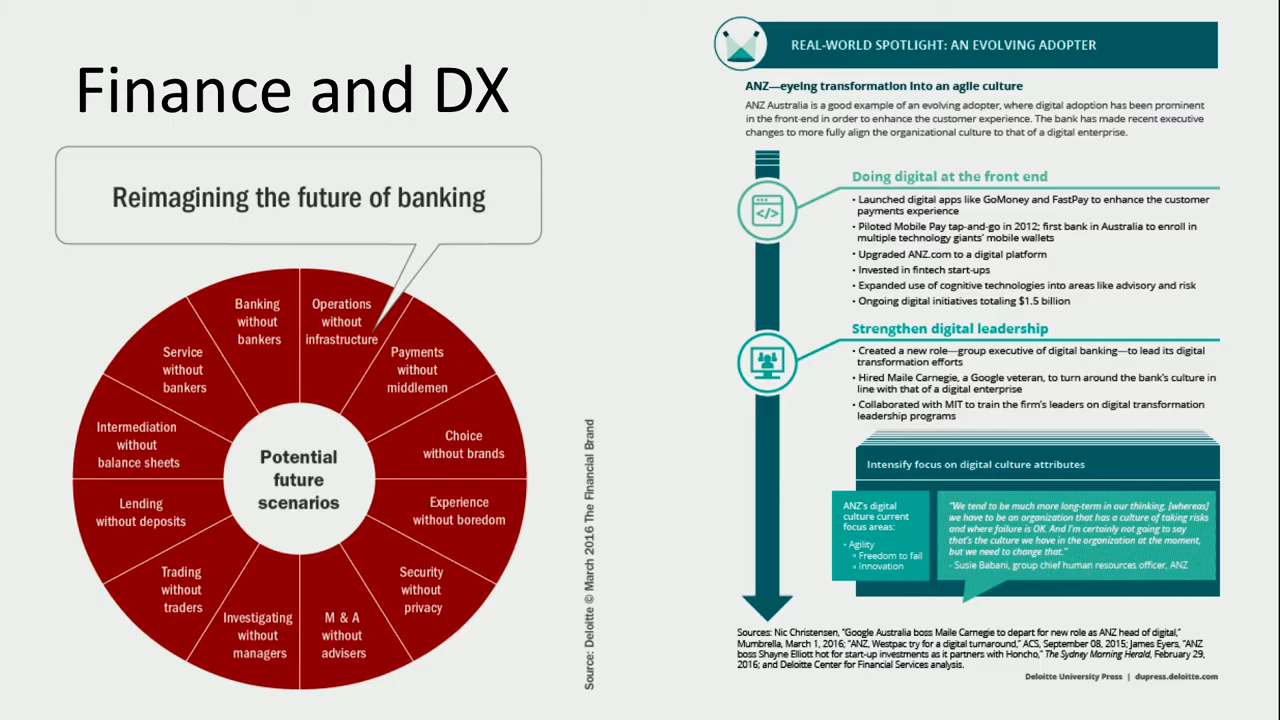 Finance and DX
Reimagining the future of banking
Operations
without
infrastructure
Payments
without
middlemen
Choice
without brands
Experience
without boredom
Security
without
privacy
M & A
without
advisers
Investigating
without
managers
Trading
without
traders
Lending
without deposits
Intermediation
without
balance sheets
Service
without
bankers
Banking
without
bankers
Potential
future
scenarios
Source: Deloitte © March 2016 The Financial Brand
REAL-WORLD SPOTLIGHT: AN EVOLVING ADOPTER
ANZ—eyeing transformation into an agile culture
ANZ Australia is a good example of an evolving adopter, where digital adoption has been prominent
in the front-end in order to enhance the customer experience. The bank has made recent executive
changes to more fully align the organizational culture to that of a digital enterprise.
Doing digital at the front end
• Launched digital apps like GoMoney and FastPay to enhance the customer
payments experience
• Piloted Mobile Pay tap-and-go in 2012; first bank in Australia to enroll in
multiple technology giants' mobile wallets
• Upgraded ANZ.com to a digital platform
• Invested in fintech start-ups
• Expanded use of cognitive technologies into areas like advisory and risk
• Ongoing digital initiatives totaling $1.5 billion
</>
Strengthen digital leadership
• Created a new role—group executive of digital banking—to lead its digital
transformation efforts
• Hired Maile Carnegie, a Google veteran, to turn around the bank's culture in
line with that of a digital enterprise
• Collaborated with MIT to train the firm's leaders on digital transformation
leadership programs
Intensify focus on digital culture attributes
ANZ's digital
culture current
focus areas:
• Agility
▫ Freedom to fail
▫ Innovation
"We tend to be much more long-term in our thinking, [whereas]
we have to be an organization that has a culture of taking risks
and where failure is OK. And I'm certainly not going to say
that's the culture we have in the organization at the moment,
but we need to change that."
- Susie Babani, group chief human resources officer, ANZ
Sources: Nic Christensen, "Google Australia boss Maile Carnegie to depart for new role as ANZ head of digital,"
Mumbrella, March 1, 2016; "ANZ, Westpac try for a digital turnaround," ACS, September 08, 2015; James Eyers, "ANZ
boss Shayne Elliott hot for start-up investments as it partners with Honcho," The Sydney Morning Herald, February 29,
2016; and Deloitte Center for Financial Services analysis.
Deloitte University Press | dupress.deloitte.com